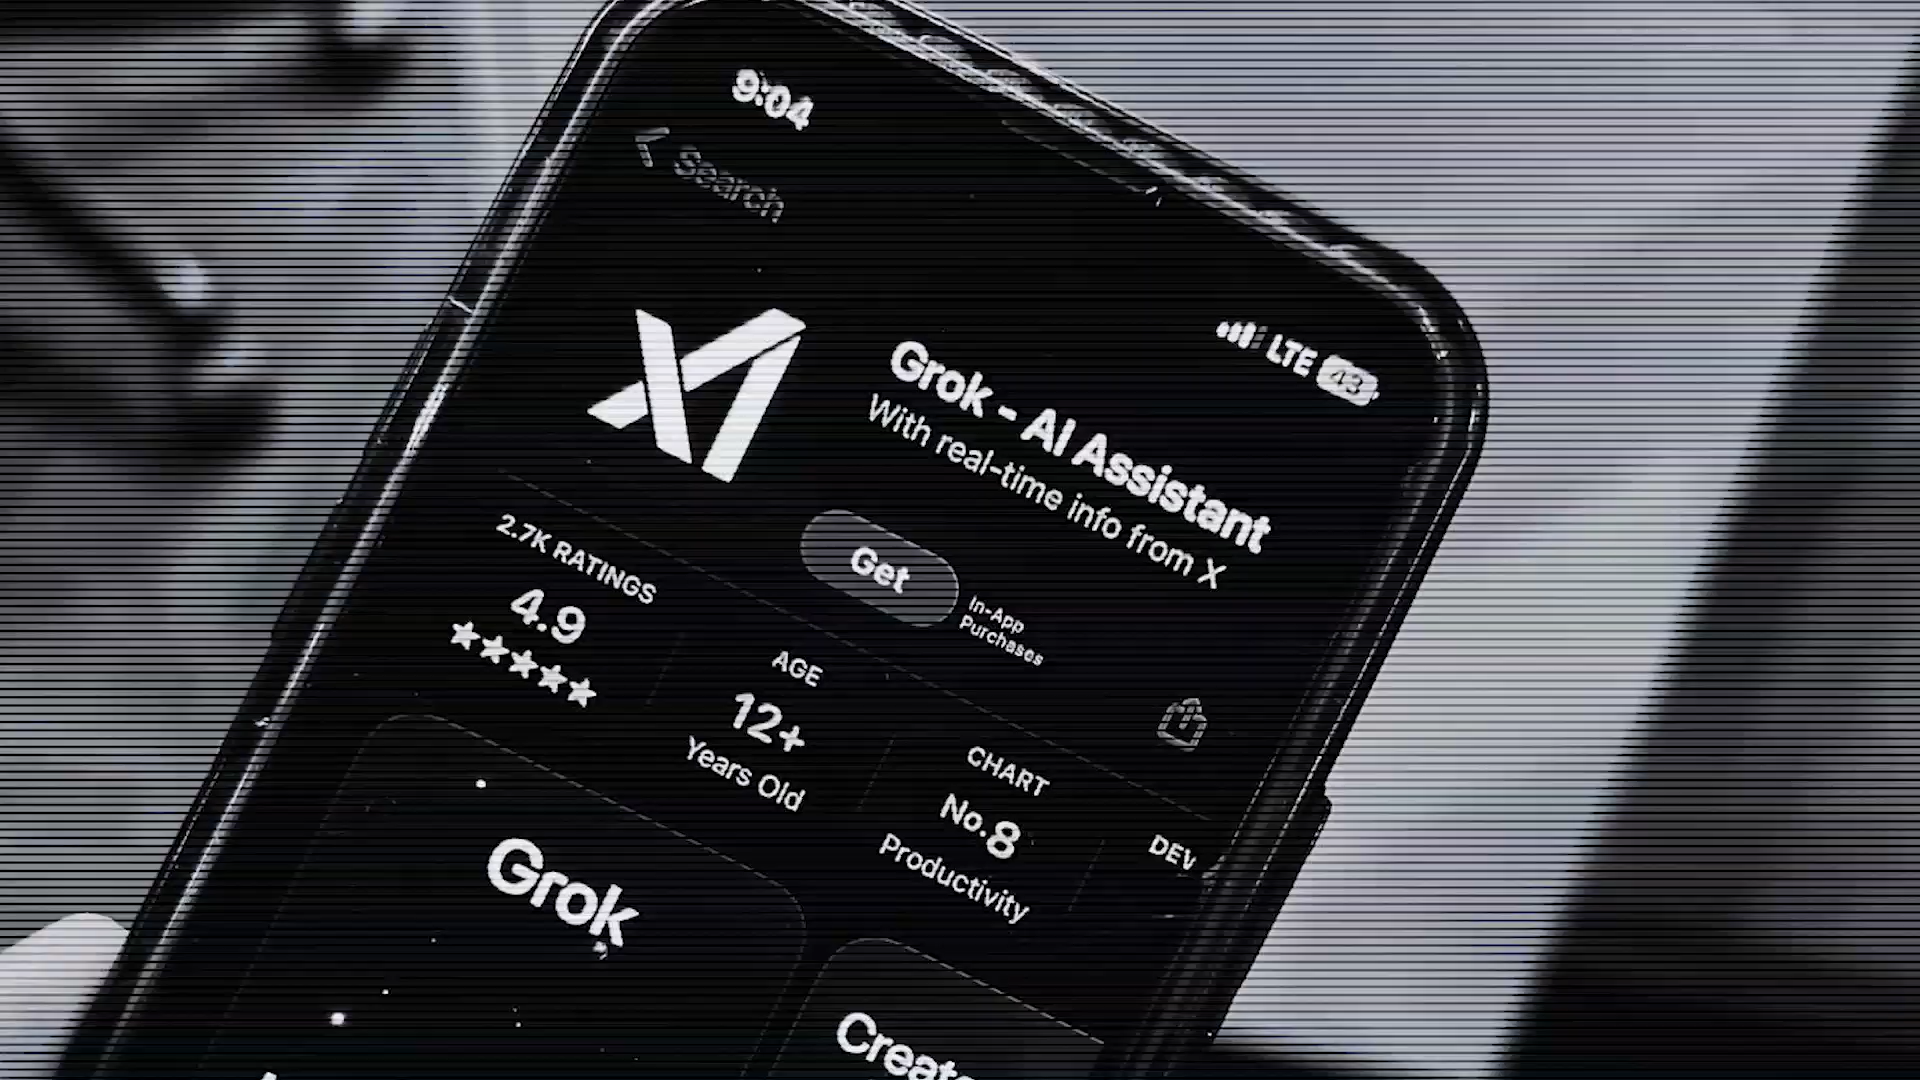 9:04
Search
LTE 43
Grok - AI Assistant
With real-time info from X
Get
In-App
Purchases
2.7K RATINGS
4.9
AGE
12+
Years Old
CHART
No.8
Productivity
DEV
Grok
Creat